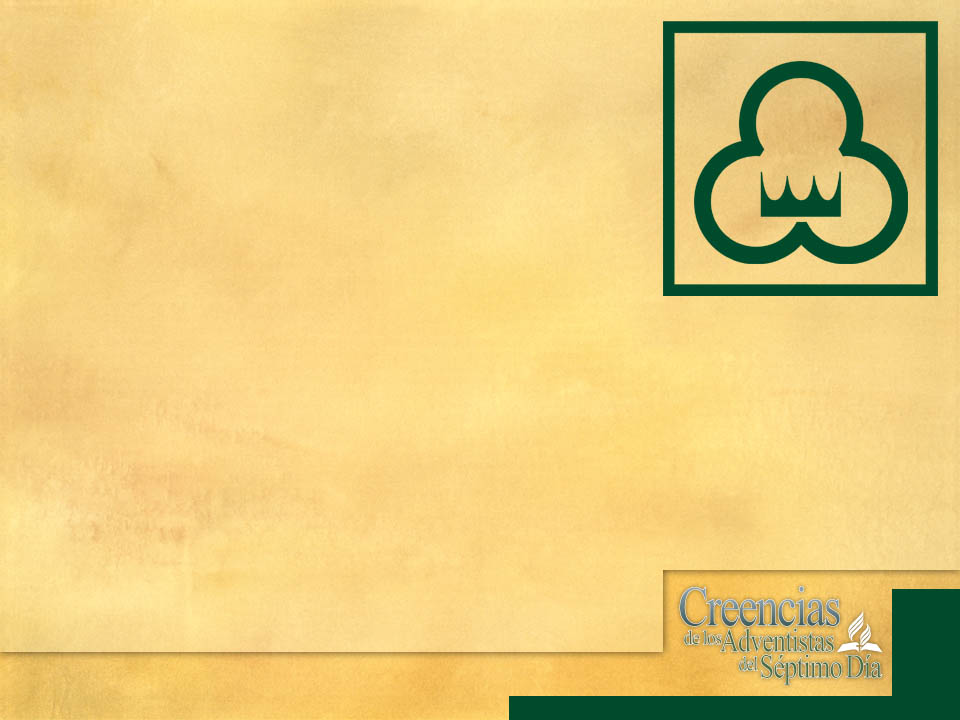 Creencias
de los Adventistas
del Séptimo Día